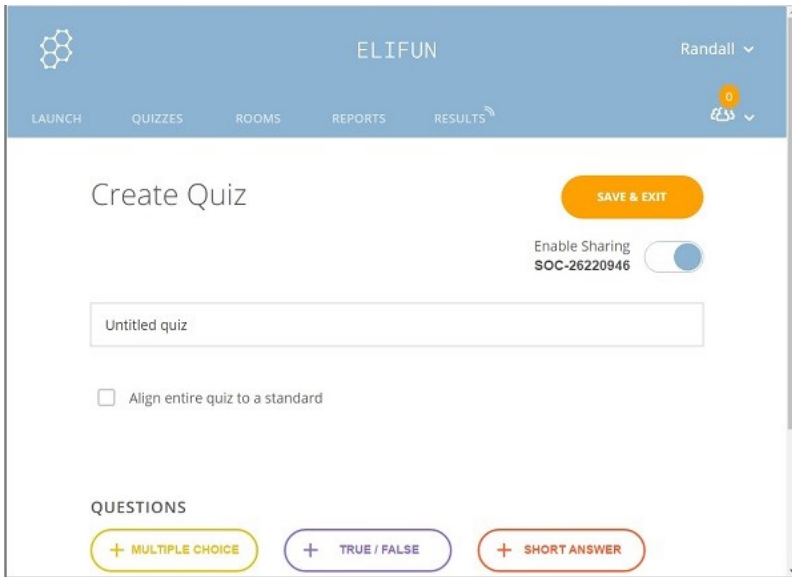 ELIFUN
Randall
0
LAUNCH QUIZZES ROOMS REPORTS RESULTS
Create Quiz
SAVE & EXIT
Enable Sharing
SOC-26220946
Untitled quiz
Align entire quiz to a standard
QUESTIONS
+ MULTIPLE CHOICE + TRUE / FALSE + SHORT ANSWER